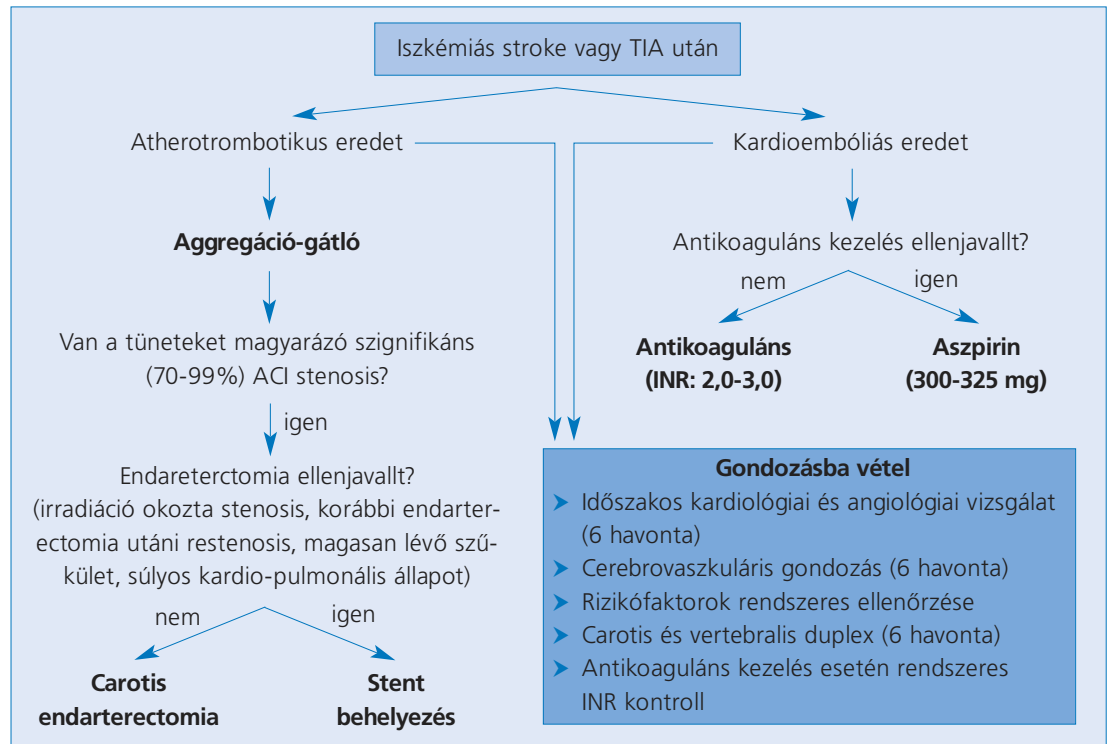 Iszkémiás stroke vagy TIA után
Atherotrombotikus eredet
Kardioembóliás eredet
Aggregáció-gátló
Antikoaguláns kezelés ellenjavallt?
nem
igen
Van a tüneteket magyarázó szignifikáns
(70-99%) ACI stenosis?
Antikoaguláns
(INR: 2,0-3,0)
Aszpirin
(300-325 mg)
igen
Endareterctomia ellenjavallt?
(irradiáció okozta stenosis, korábbi endarter-
ectomia utáni restenosis, magasan lévő szű-
kület, súlyos kardio-pulmonális állapot)
nem
igen
Carotis
endarterectomia
Stent
behelyezés
Gondozásba vétel
➤ Időszakos kardiológiai és angiológiai vizsgálat
(6 havonta)
➤ Cerebrovaszkuláris gondozás (6 havonta)
➤ Rizikófaktorok rendszeres ellenőrzése
➤ Carotis és vertebralis duplex (6 havonta)
➤ Antikoaguláns kezelés esetén rendszeres
INR kontroll